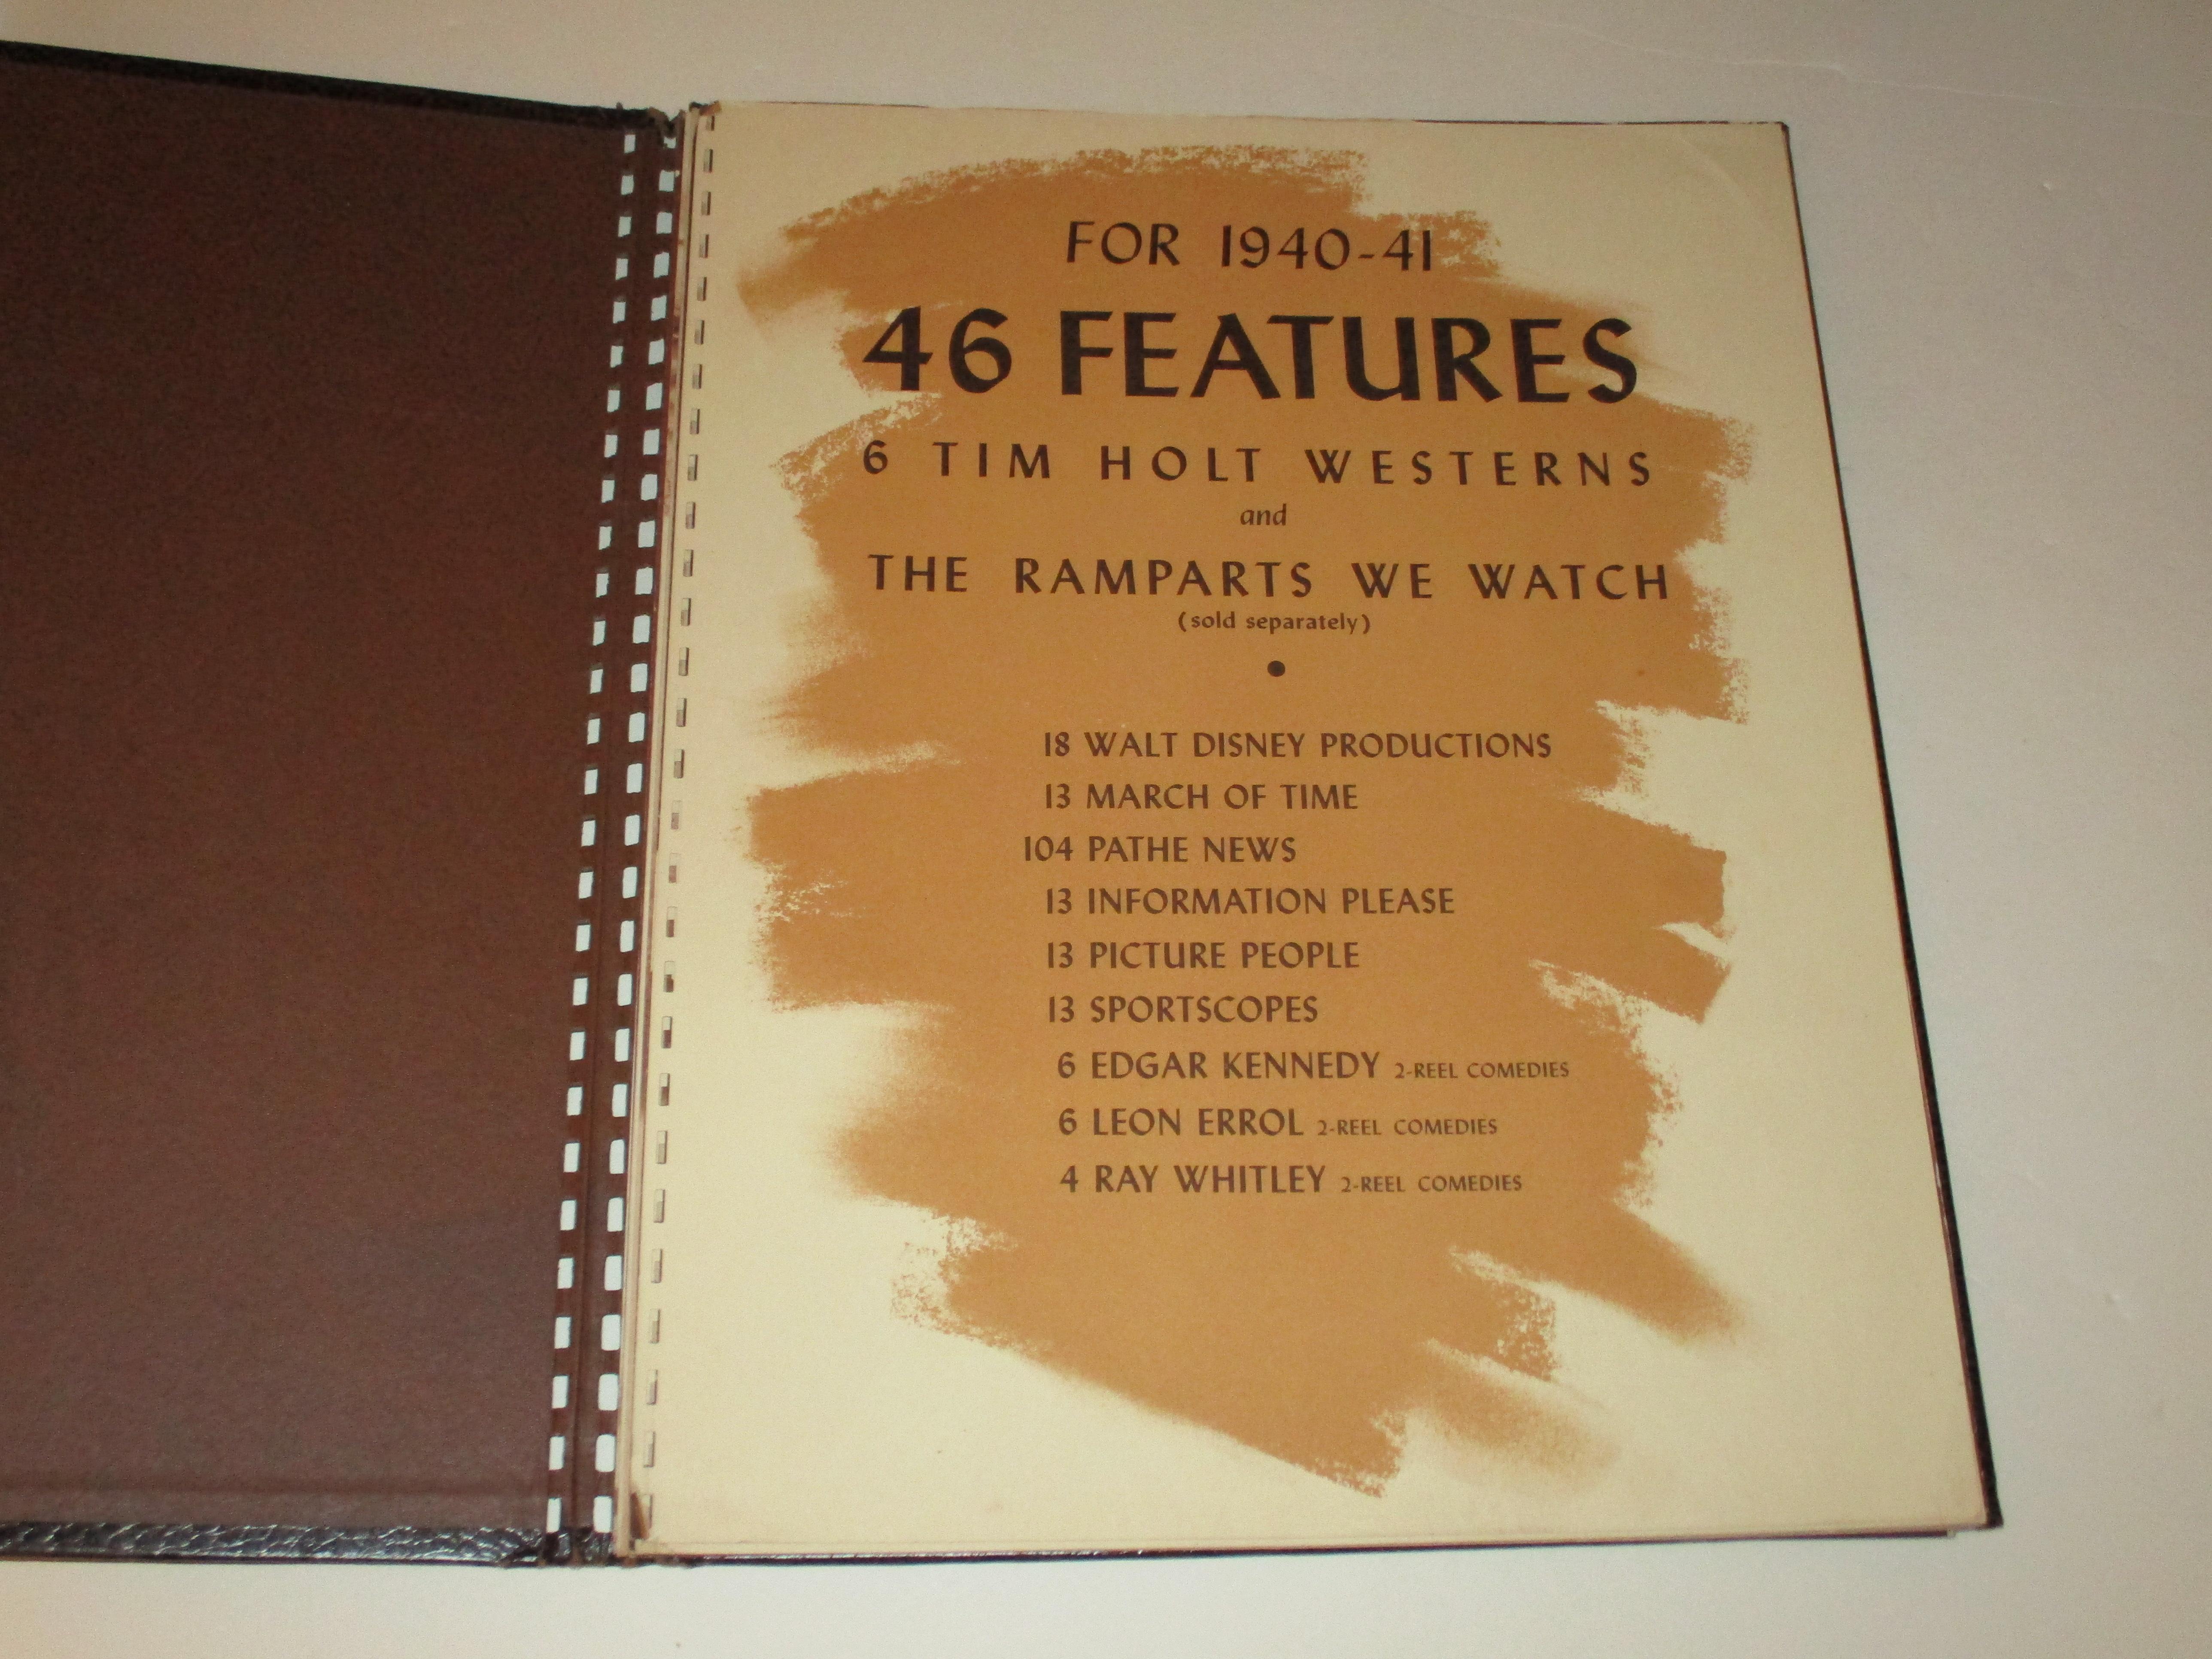 FOR 1940-41
46 FEATURES
6 TIM HOLT WESTERNS
and
THE RAMPARTS WE WATCH
(sold separately)
18 WALT DISNEY PRODUCTIONS
13 MARCH OF TIME
104 PATHE NEWS
13 INFORMATION PLEASE
13 PICTURE PEOPLE
13 SPORTSCOPES
6 EDGAR KENNEDY 2-REEL COMEDIES
6 LEON ERROL 2-REEL COMEDIES
4 RAY WHITLEY 2-REEL COMEDIES